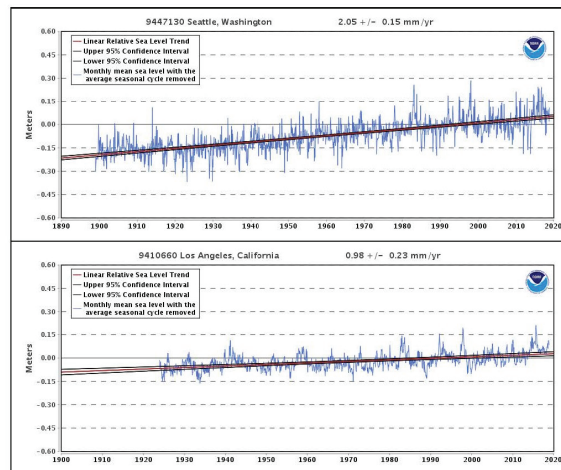 9447130 Seattle, Washington 2.05 +/- 0.15 mm/yr
0.60
0.45
0.30
0.15
0.00
-0.15
-0.30
-0.45
-0.60
Meters
Linear Relative Sea Level Trend
Upper 95% Confidence Interval
Lower 95% Confidence Interval
Monthly mean sea level with the
average seasonal cycle removed
NOAA
1890 1900 1910 1920 1930 1940 1950 1960 1970 1980 1990 2000 2010 2020
9410660 Los Angeles, California 0.98 +/- 0.23 mm/yr
0.60
0.45
0.30
0.15
0.00
-0.15
-0.30
-0.45
-0.60
Meters
Linear Relative Sea Level Trend
Upper 95% Confidence Interval
Lower 95% Confidence Interval
Monthly mean sea level with the
average seasonal cycle removed
NOAA
1900 1910 1920 1930 1940 1950 1960 1970 1980 1990 2000 2010 2020